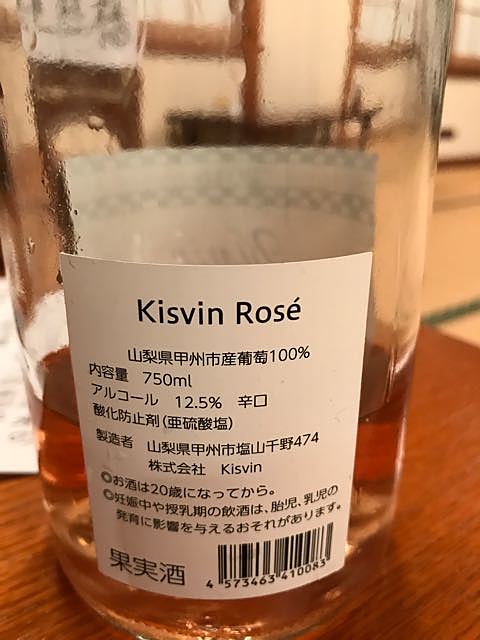 Kisvin Rosé
山梨県甲州市産葡萄100%
内容量 750ml
アルコール 12.5% 辛口
酸化防止剤(亜硫酸塩)
製造者 山梨県甲州市塩山千野474
株式会社 Kisvin
◎お酒は20歳になってから。
◎妊娠中や授乳期の飲酒は、胎児、乳児の
発育に影響を与えるおそれがあります。
果実酒
4 573463 410083